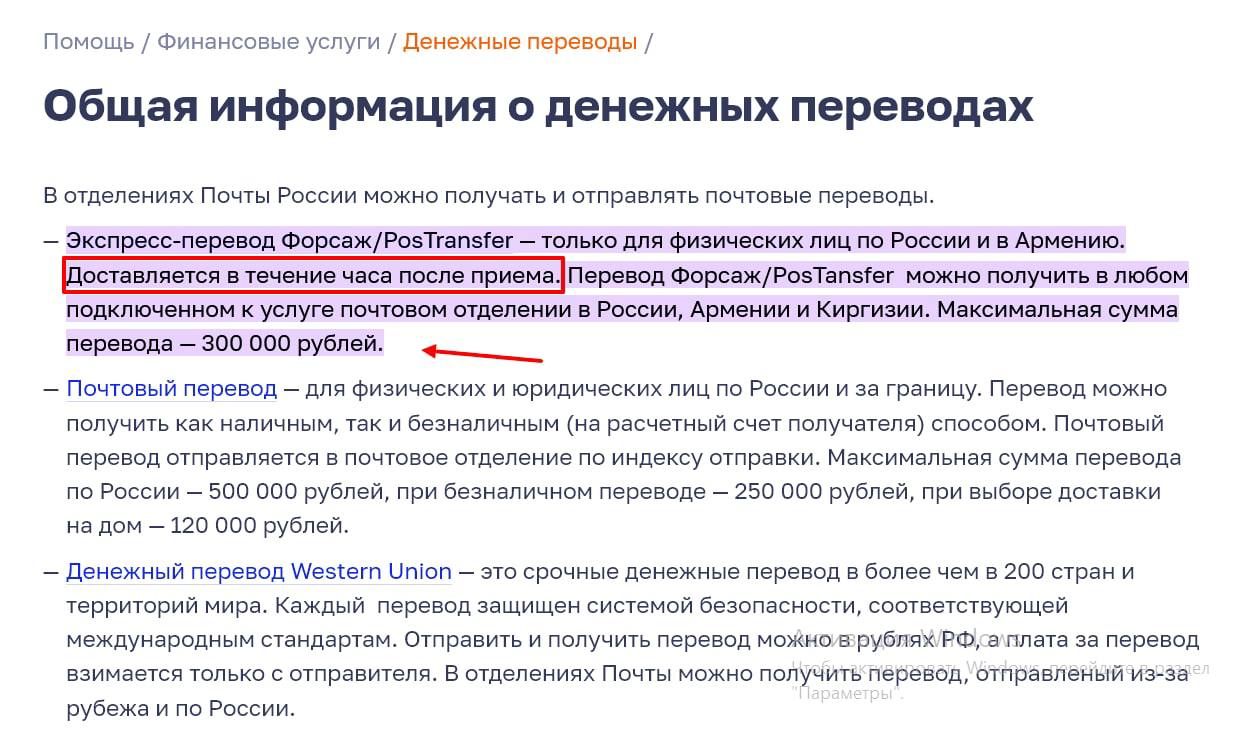 Помощь / Финансовые услуги / Денежные переводы /
Общая информация о денежных переводах
В отделениях Почты России можно получать и отправлять почтовые переводы.
— Экспресс-перевод Форсаж/PosTransfer — только для физических лиц по России и в Армению.
Доставляется в течение часа после приема. Перевод Форсаж/PosTansfer можно получить в любом
подключенном к услуге почтовом отделении в России, Армении и Киргизии. Максимальная сумма
перевода — 300 000 рублей.
— Почтовый перевод — для физических и юридических лиц по России и за границу. Перевод можно
получить как наличным, так и безналичным (на расчетный счет получателя) способом. Почтовый
перевод отправляется в почтовое отделение по индексу отправки. Максимальная сумма перевода
по России — 500 000 рублей, при безналичном переводе — 250 000 рублей, при выборе доставки
на дом — 120 000 рублей.
— Денежный перевод Western Union — это срочные денежные перевод в более чем в 200 стран и
территорий мира. Каждый перевод защищен системой безопасности, соответствующей
международным стандартам. Отправить и получить перевод можно в рублях РФ, а плата за перевод
взимается только с отправителя. В отделениях Почты можно получить перевод, отправленый из-за
рубежа и по России.
Активация Windows
Чтобы активировать Windows, перейдите в раздел
"Параметры".